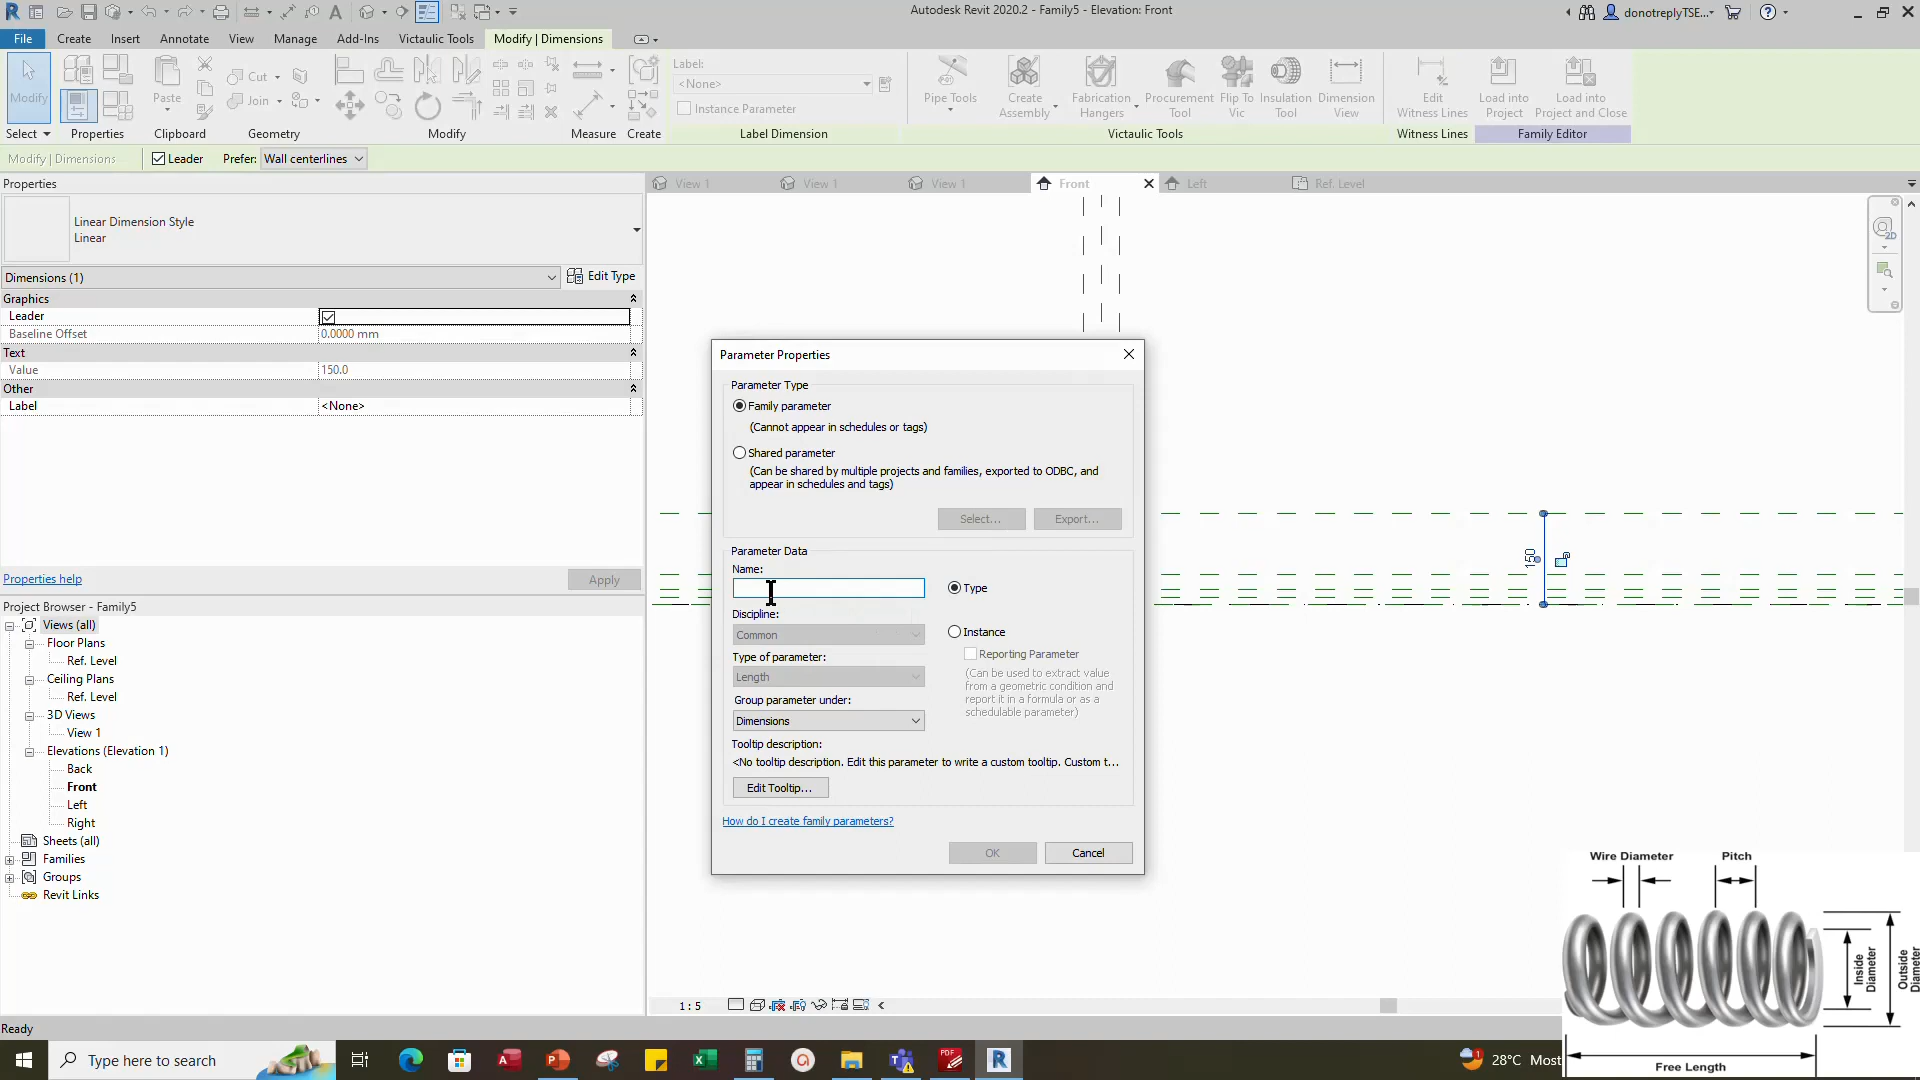 Autodesk Revit 2020.2 - Family5 - Elevation: Front
donotreplyTSE...
File
Create
Insert
Annotate
View
Manage
Add-Ins
Victaulic Tools
Modify | Dimensions
Modify
Paste
Cut
Join
Label:
<None>
Instance Parameter
Pipe Tools
Create Assembly
Fabrication Hangers
Procurement Tool
Flip To Vic
Insulation Tool
Dimension View
Edit Witness Lines
Load into Project
Load into Project and Close
Select
Properties
Clipboard
Geometry
Modify
Measure
Create
Label Dimension
Victaulic Tools
Witness Lines
Family Editor
Modify | Dimensions
Leader
Prefer:
Wall centerlines
Properties
View 1
View 1
View 1
Front
Left
Ref. Level
Linear Dimension Style
Linear
Dimensions (1)
Edit Type
Graphics
Leader
Baseline Offset
0.0000 mm
Text
Value
150.0
Other
Label
<None>
Properties help
Apply
Project Browser - Family5
Views (all)
Floor Plans
Ref. Level
Ceiling Plans
Ref. Level
3D Views
View 1
Elevations (Elevation 1)
Back
Front
Left
Right
Sheets (all)
Families
Groups
Revit Links
Parameter Properties
Parameter Type
Family parameter
(Cannot appear in schedules or tags)
Shared parameter
(Can be shared by multiple projects and families, exported to ODBC, and
appear in schedules and tags)
Select...
Export...
Parameter Data
Name:
Type
Discipline:
Common
Instance
Reporting Parameter
(Can be used to extract value
from a geometric condition and
report it in a formula or as a
schedulable parameter)
Type of parameter:
Length
Group parameter under:
Dimensions
Tooltip description:
<No tooltip description. Edit this parameter to write a custom tooltip. Custom t...
Edit Tooltip...
How do I create family parameters?
OK
Cancel
150
1 : 5
Wire Diameter
Pitch
Inside
Diameter
Outside
Diameter
Free Length
Ready
Type here to search
28°C Most